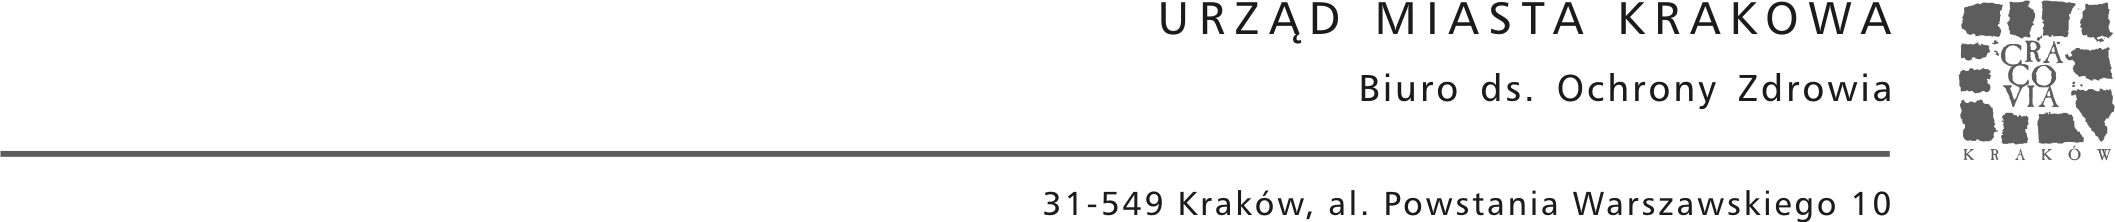 URZĄD MIASTA KRAKOWA
Biuro ds. Ochrony Zdrowia
31-549 Kraków, al. Powstania Warszawskiego 10
CRA
CO
VIA
KRAKÓW